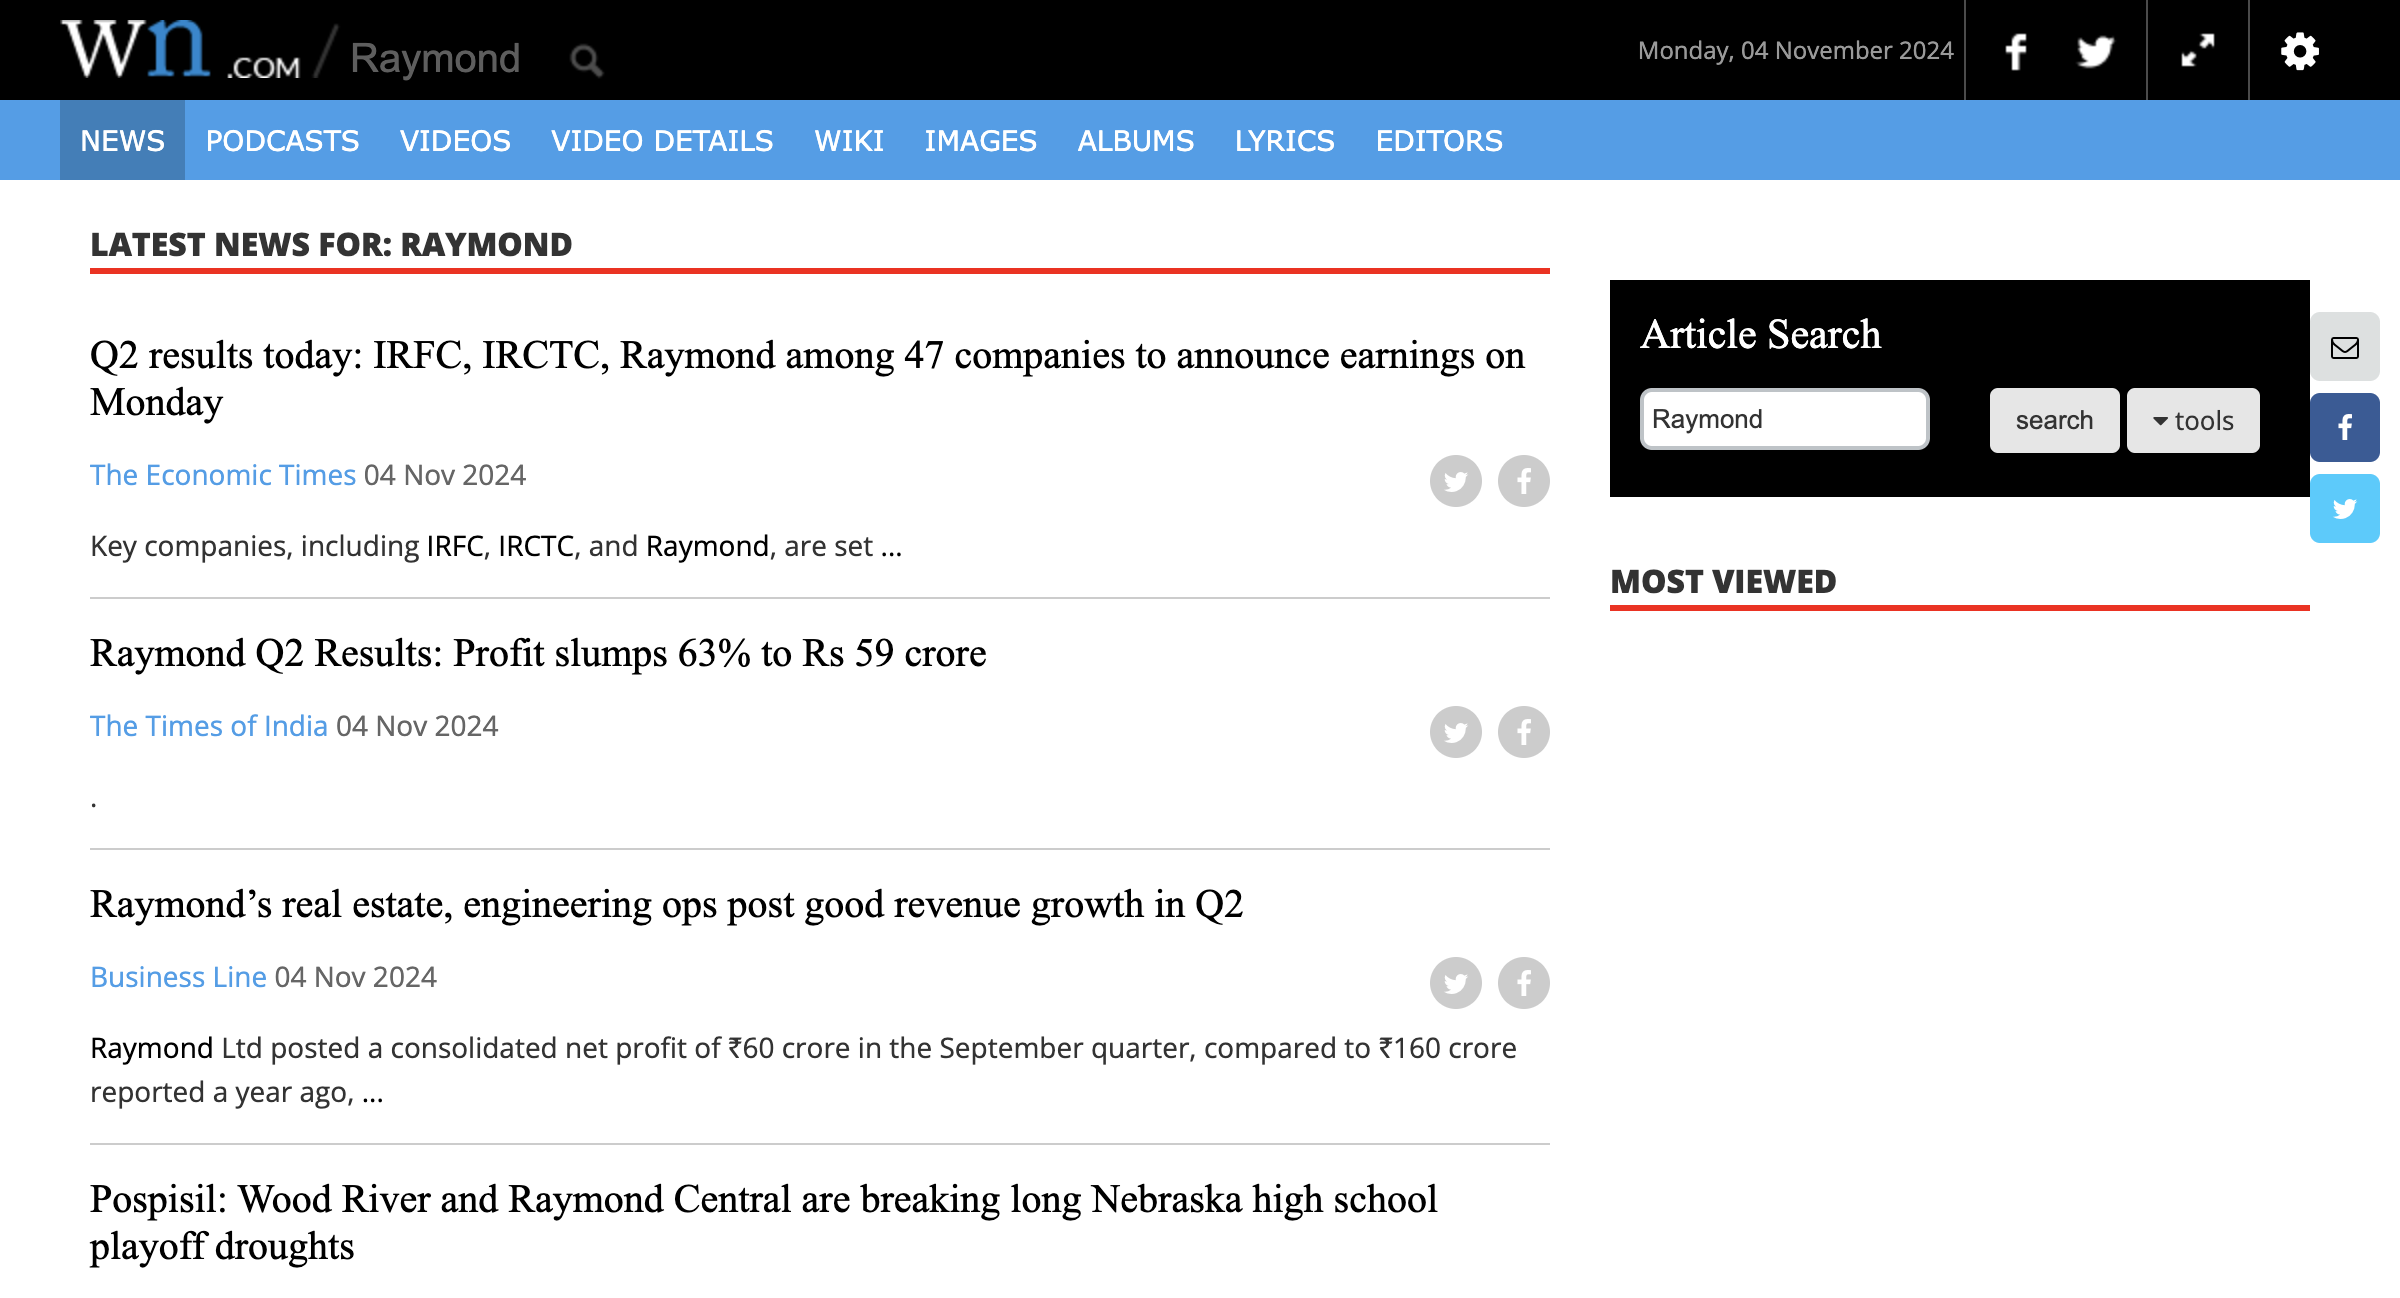 Wn.COM / Raymond
Monday, 04 November 2024
NEWS PODCASTS VIDEOS VIDEO DETAILS WIKI IMAGES ALBUMS LYRICS EDITORS
LATEST NEWS FOR: RAYMOND
Q2 results today: IRFC, IRCTC, Raymond among 47 companies to announce earnings on
Monday
The Economic Times 04 Nov 2024
Key companies, including IRFC, IRCTC, and Raymond, are set ...
Raymond Q2 Results: Profit slumps 63% to Rs 59 crore
The Times of India 04 Nov 2024
.
Raymond’s real estate, engineering ops post good revenue growth in Q2
Business Line 04 Nov 2024
Raymond Ltd posted a consolidated net profit of ₹60 crore in the September quarter, compared to ₹160 crore
reported a year ago, ...
Pospisil: Wood River and Raymond Central are breaking long Nebraska high school
playoff droughts
Article Search
Raymond
search
tools
MOST VIEWED